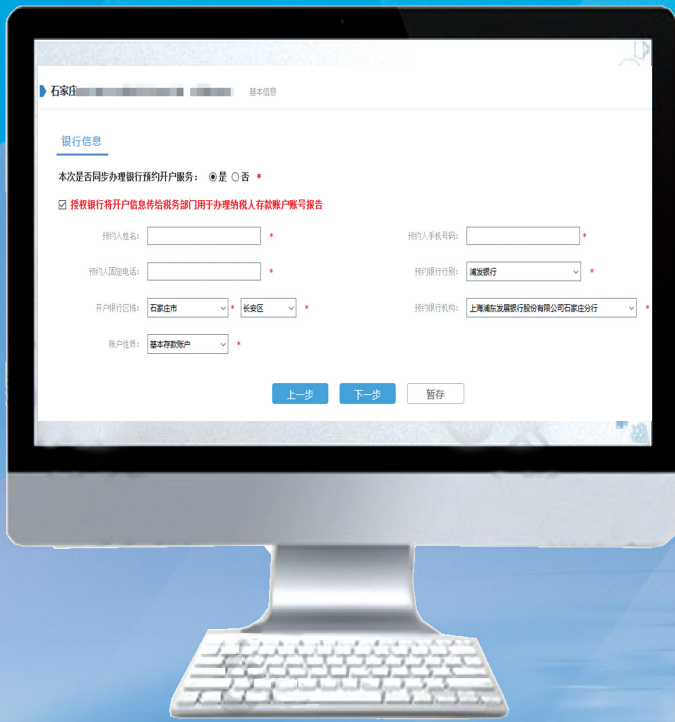 石家庄 基本信息
银行信息
本次是否同步办理银行预约开户服务： 是 否 *
授权银行将开户信息传给税务部门用于办理纳税人存款账户账号报告
预约人姓名： * 预约人手机号码： *
预约人固定电话： * 预约银行行别： 浦发银行 *
开户银行区域： 石家庄市 * 长安区 * 预约银行机构： 上海浦东发展银行股份有限公司石家庄分行 *
账户性质： 基本存款账户 *
上一步 下一步 暂存